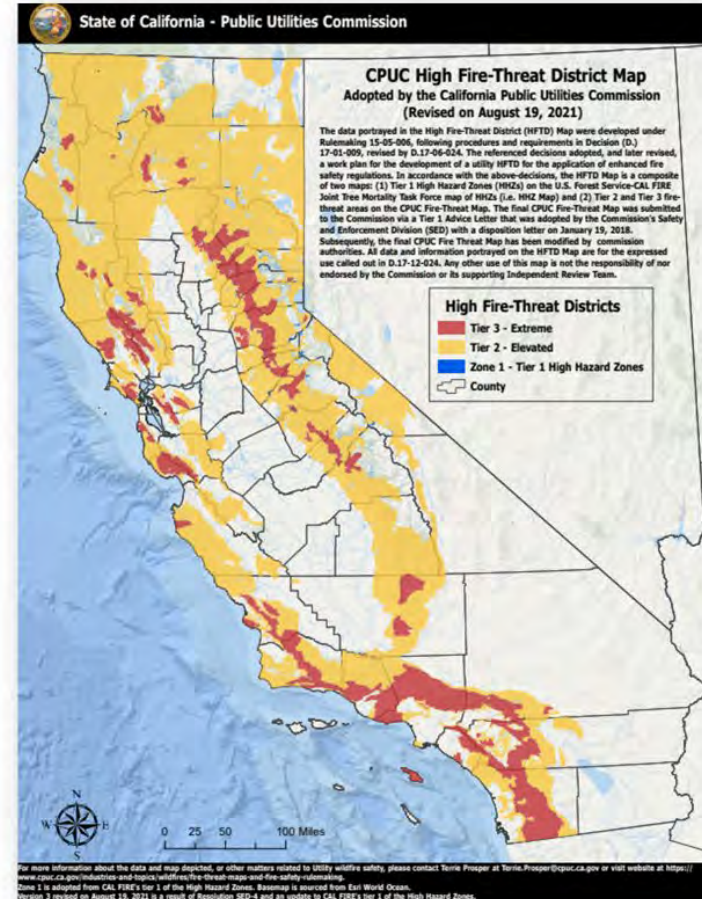 State of California - Public Utilities Commission
CPUC High Fire-Threat District Map
Adopted by the California Public Utilities Commission
(Revised on August 19, 2021)
The data portrayed in the High Fire-Threat District (HFTD) Map were developed under
Rulemaking 15-05-006, following procedures and requirements in Decision (D.)
17-01-009, revised by D.17-06-024. The referenced decisions adopted, and later revised,
a work plan for the development of a utility HFTD for the application of enhanced fire
safety regulations. In accordance with the above-decisions, the HFTD Map is a composite
of two maps: (1) Tier 1 High Hazard Zones (HHZs) on the U.S. Forest Service-CAL FIRE
Joint Tree Mortality Task Force map of HHZs (i.e. HHZ Map) and (2) Tier 2 and Tier 3 fire-
threat areas on the CPUC Fire-Threat Map. The final CPUC Fire-Threat Map was submitted
to the Commission via a Tier 1 Advice Letter that was adopted by the Commission's Safety
and Enforcement Division (SED) with a disposition letter on January 19, 2018.
Subsequently, the final CPUC Fire Threat Map has been modified by commission
authorities. All data and information portrayed on the HFTD Map are for the expressed
use called out in D.17-12-024. Any other use of this map is not the responsibility of nor
endorsed by the Commission or its supporting Independent Review Team.
High Fire-Threat Districts
Tier 3 - Extreme
Tier 2 - Elevated
Zone 1 - Tier 1 High Hazard Zones
County
N
W E
S
0 25 50 100 Miles
For more information about the data and map depicted, or other matters related to Utility wildfire safety, please contact Terrie Prosper at Terrie.Prosper@cpuc.ca.gov or visit website at https://
www.cpuc.ca.gov/industries-and-topics/wildfires/fire-threat-maps-and-fire-safety-rulemaking.
Zone 1 is adopted from CAL FIRE's tier 1 of the High Hazard Zones. Basemap is sourced from Esri World Ocean.
Version 3 revised on August 19, 2021 is a result of Resolution SED-4 and an update to CAL FIRE's tier 1 of the High Hazard Zones.